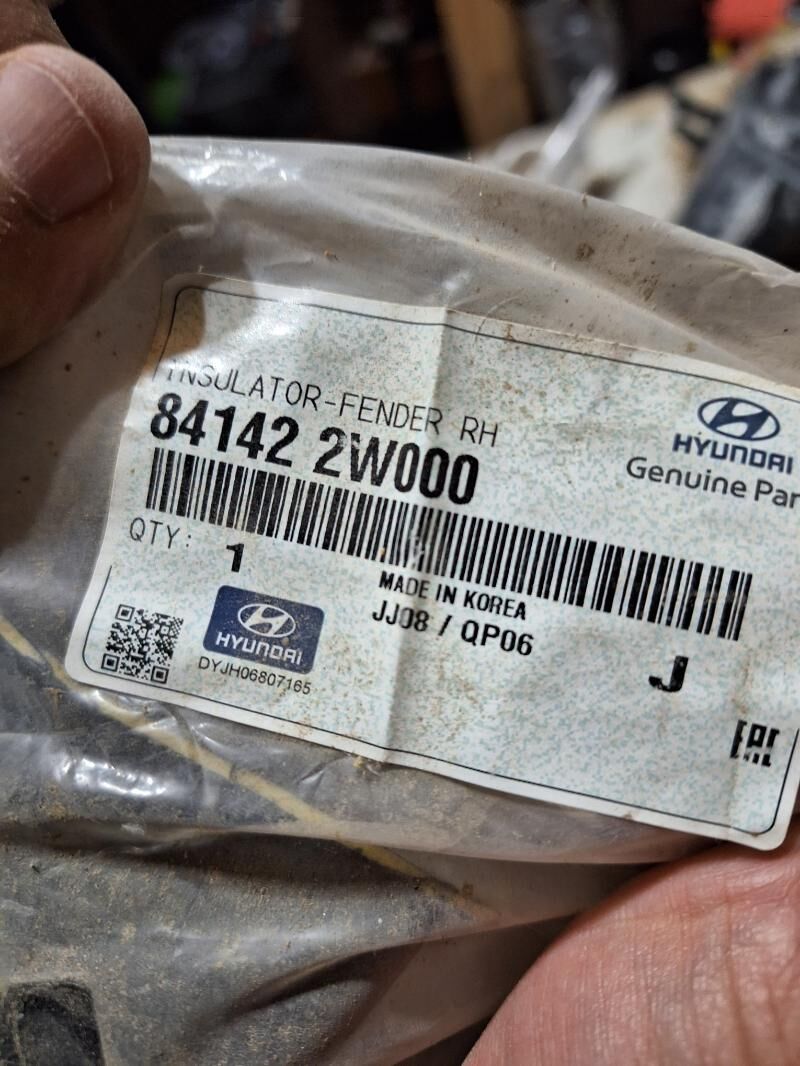 INSULATOR-FENDER RH
84142 2W000
HYUNDAI
Genuine Par
QTY: 1
MADE IN KOREA
JJ08 / QP06
J
HYUNDAI
DYJH06807165
EAC